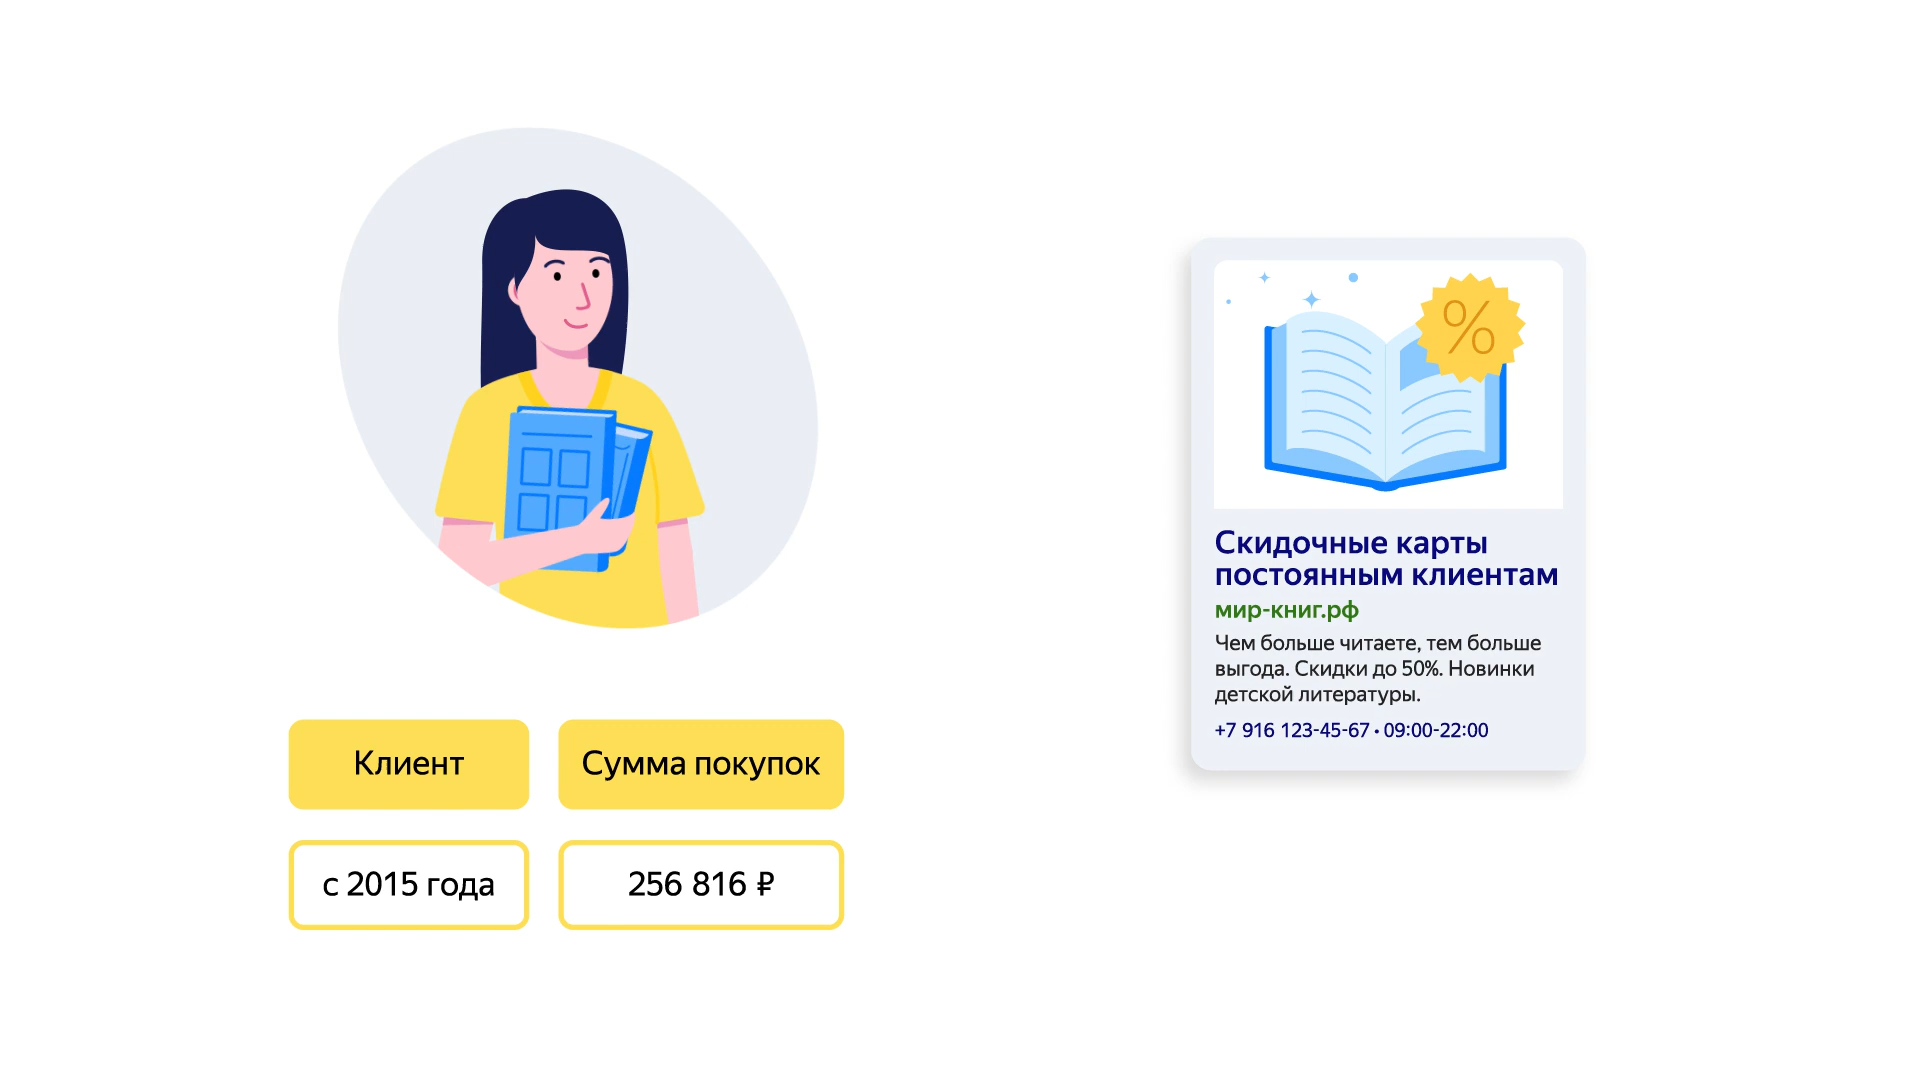 Клиент
Сумма покупок
с 2015 года
256 816 ₽
%
Скидочные карты
постоянным клиентам
мир-книг.рф
Чем больше читаете, тем больше
выгода. Скидки до 50%. Новинки
детской литературы.
+7 916 123-45-67 • 09:00-22:00